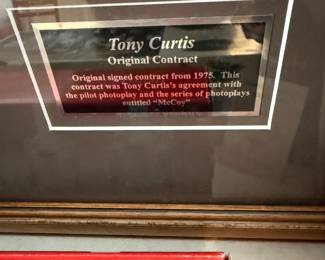 Tony Curtis
Original Contract
Original signed contract from 1975. This
contract was Tony Curtis's agreement with
the pilot photoplay and the series of photoplays
entitled "McCoy"